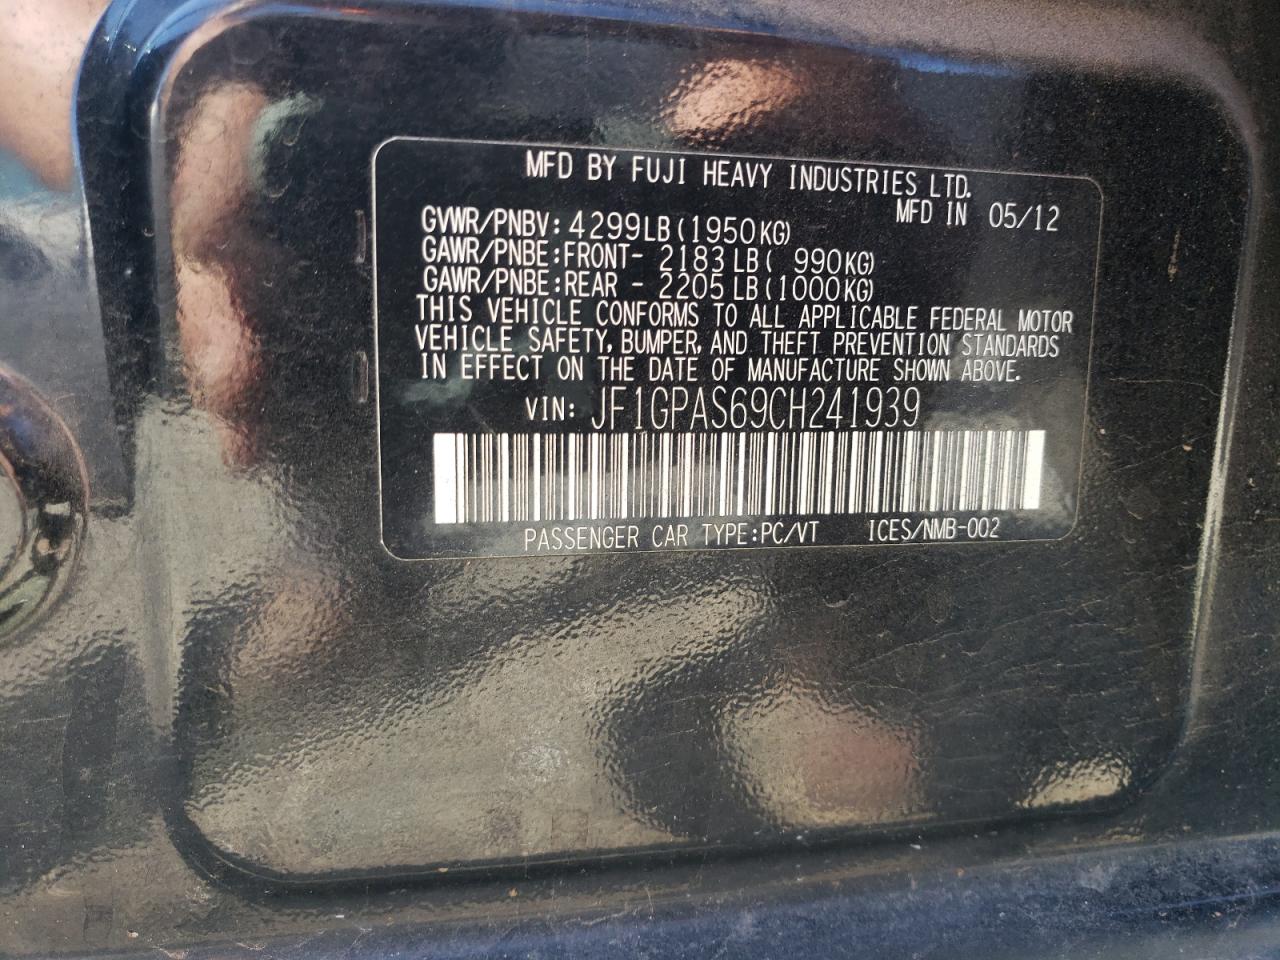 MFD BY FUJI HEAVY INDUSTRIES LTD.
MFD IN 05/12
GVWR/PNBV: 4299LB(1950KG)
GAWR/PNBE:FRONT- 2183LB( 990KG)
GAWR/PNBE:REAR - 2205LB(1000KG)
THIS VEHICLE CONFORMS TO ALL APPLICABLE FEDERAL MOTOR
VEHICLE SAFETY, BUMPER, AND THEFT PREVENTION STANDARDS
IN EFFECT ON THE DATE OF MANUFACTURE SHOWN ABOVE.
VIN: JF1GPAS69CH241939
PASSENGER CAR TYPE:PC/VT ICES/NMB-002